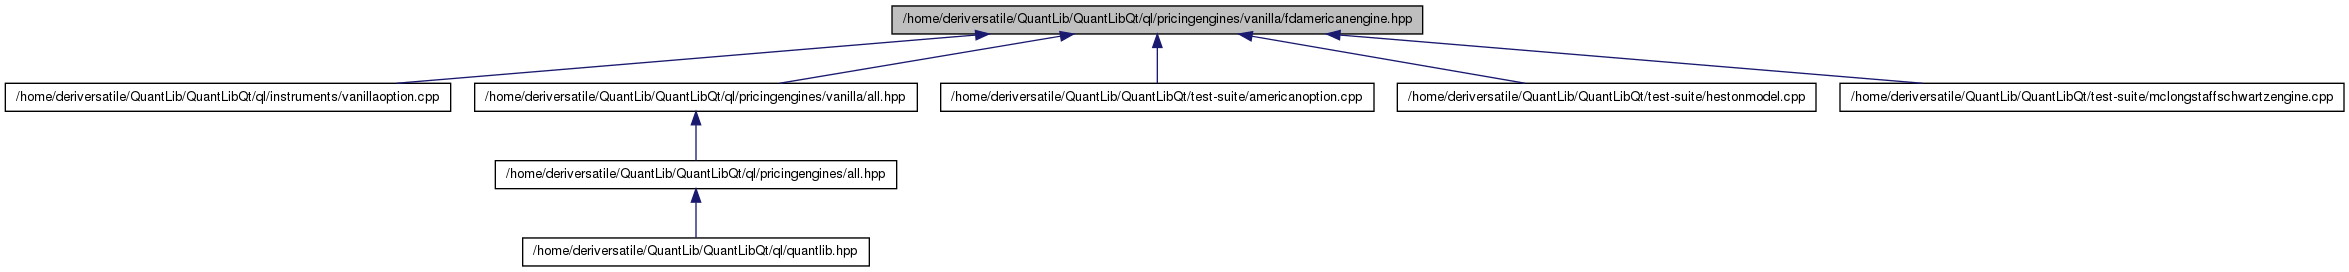 /home/deriversatile/QuantLib/QuantLibQt/ql/pricingengines/vanilla/fdamericanengine.hpp
/home/deriversatile/QuantLib/QuantLibQt/ql/instruments/vanillaoption.cpp
/home/deriversatile/QuantLib/QuantLibQt/ql/pricingengines/vanilla/all.hpp
/home/deriversatile/QuantLib/QuantLibQt/test-suite/americanoption.cpp
/home/deriversatile/QuantLib/QuantLibQt/test-suite/hestonmodel.cpp
/home/deriversatile/QuantLib/QuantLibQt/test-suite/mclongstaffschwartzengine.cpp
/home/deriversatile/QuantLib/QuantLibQt/ql/pricingengines/all.hpp
/home/deriversatile/QuantLib/QuantLibQt/ql/quantlib.hpp